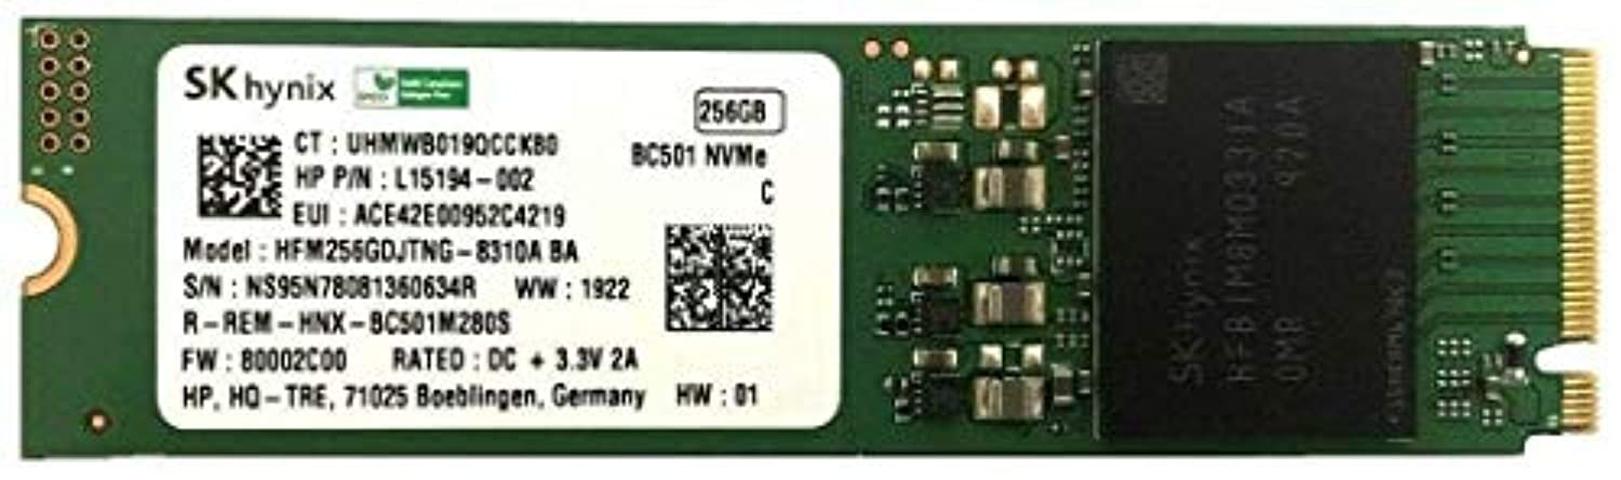 SK hynix
256GB
CT : UHMWB019QCCK80
BC501 NVMe
HP P/N : L15194-002
C
EUI : ACE42E00952C4219
Model : HFM256GDJTNG-8310A BA
S/N : NS95N78081360634R WW : 1922
R-REM-HNX-BC501M280S
FW : 80002C00 RATED : DC + 3.3V 2A
HP, HQ-TRE, 71025 Boeblingen, Germany HW : 01
SK hynix
920A